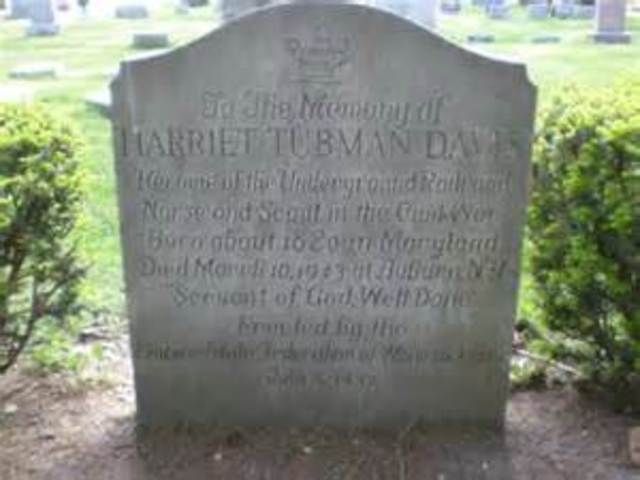 To The Memory of
HARRIET TUBMAN DAVIS
Heroine of the Underground Railroad
Nurse and Scout in the Civil War
Born about 1820 in Maryland
Died March 10, 1913 at Auburn, N.Y.
"Servant of God, Well Done"
Erected by the
Federation of